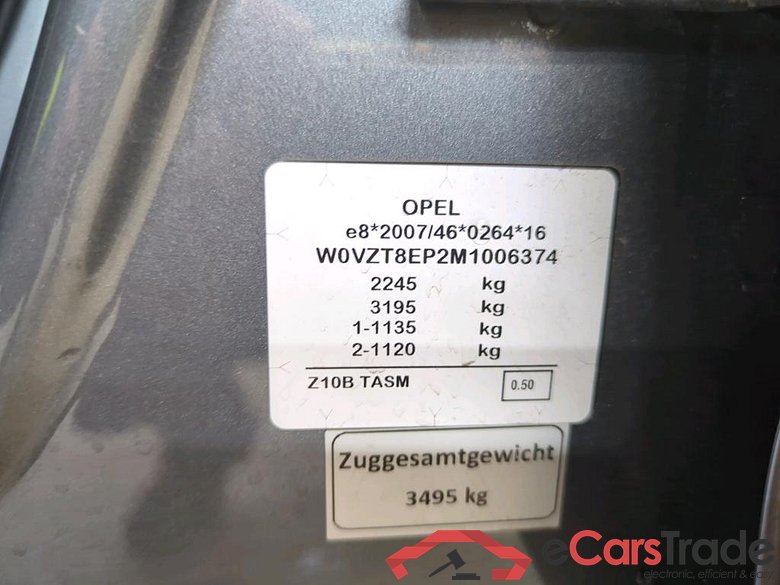 OPEL
e8*2007/46*0264*16
W0VZT8EP2M1006374
2245 kg
3195 kg
1-1135 kg
2-1120 kg
Z10B TASM 0.50
Zuggesamtgewicht
3495 kg
eCarsTrade
electronic, efficient &